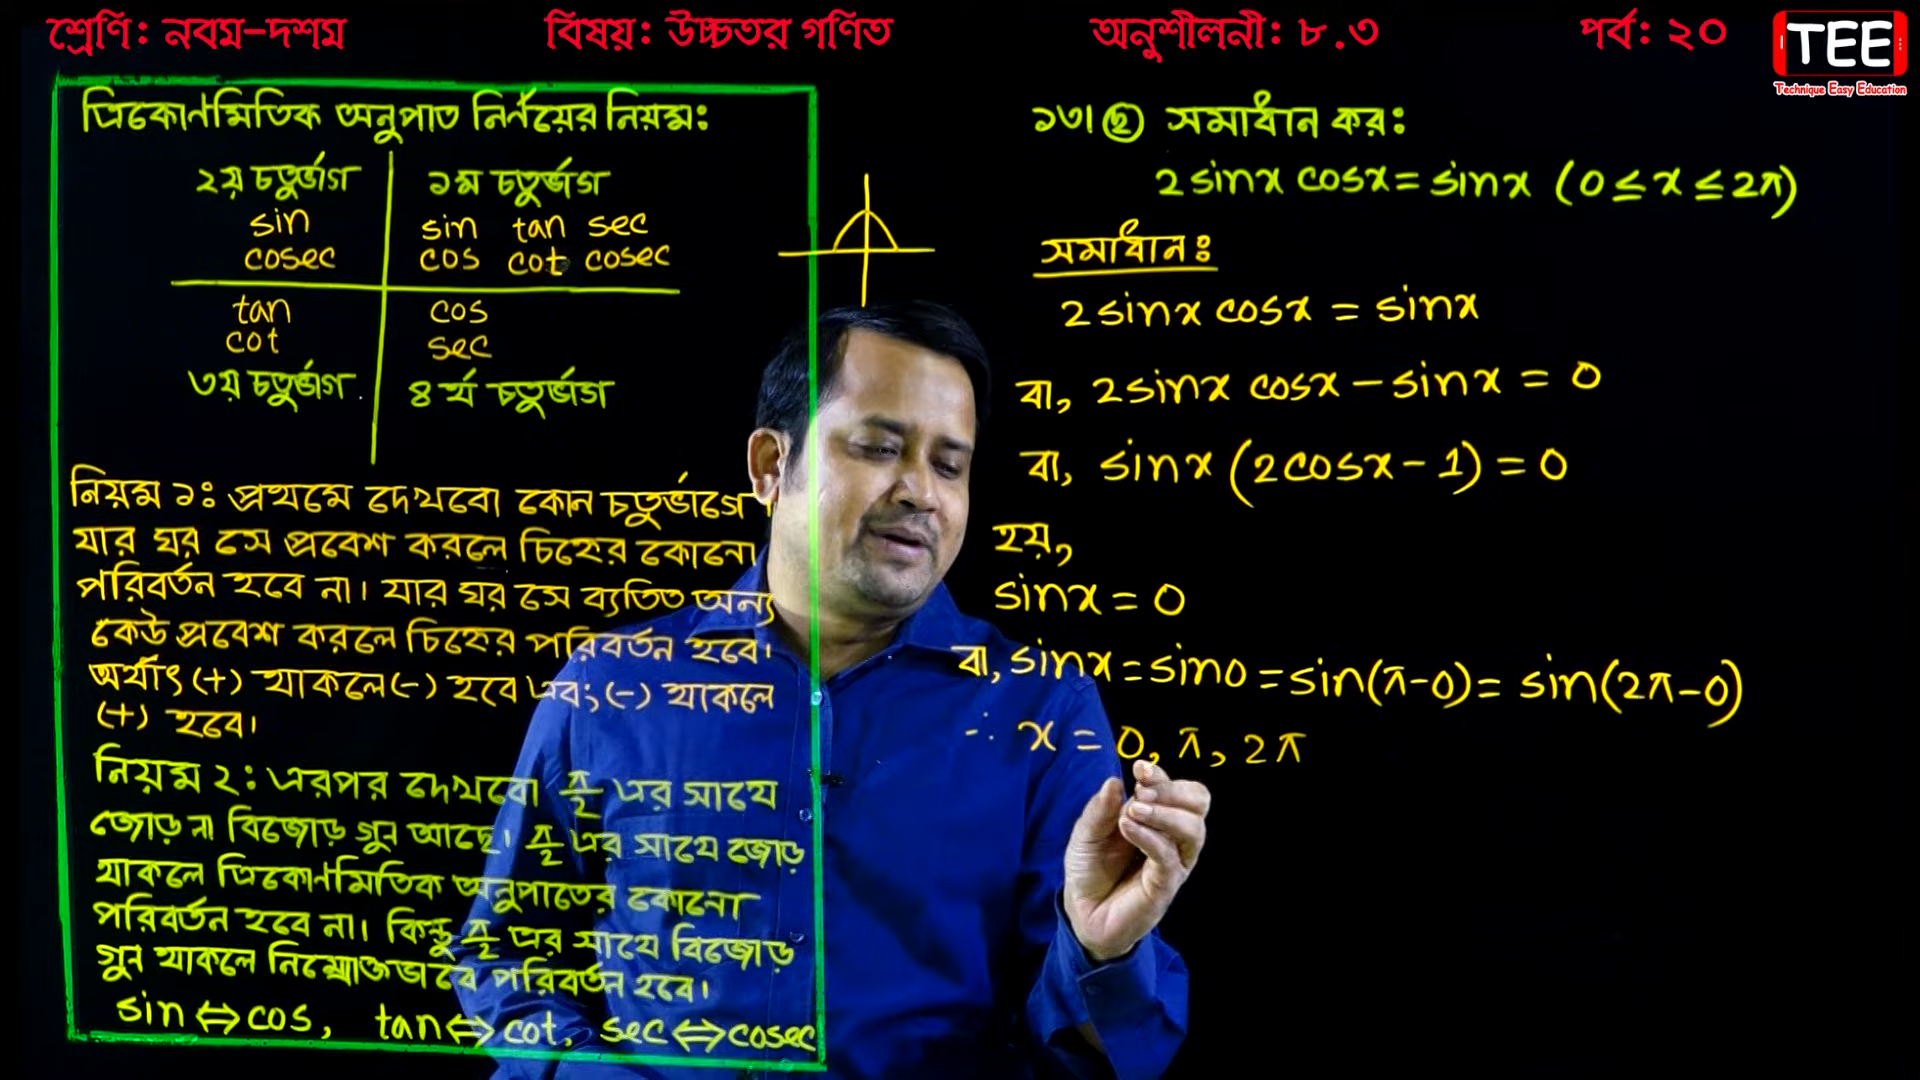 শ্রেণি: নবম-দশম
বিষয়: উচ্চতর গণিত
অনুশীলনী: ৮.৩
পর্ব: ২০
TEE
Technique Easy Education
ত্রিকোণমিতিক অনুপাত নির্ণয়ের নিয়ম:
২য় চতুর্ভাগ
sin
cosec
১ম চতুর্ভাগ
sin tan sec
cos cot cosec
tan
cot
৩য় চতুর্ভাগ
cos
sec
৪র্থ চতুর্ভাগ
নিয়ম ১: প্রথমে দেখবো কোন চতুর্ভাগে
যার ঘর সে প্রবেশ করলে চিহ্নের কোনো
পরিবর্তন হবে না। যার ঘর সে ব্যতিত অন্য
কেউ প্রবেশ করলে চিহ্নের পরিবর্তন হবে।
অর্থাৎ (+) থাকলে (-) হবে এবং (-) থাকলে
(+) হবে।
নিয়ম ২: এরপর দেখবো π/2 এর সাথে
জোড় না বিজোড় গুন আছে। π/2 এর সাথে জোড়
থাকলে ত্রিকোণমিতিক অনুপাতের কোনো
পরিবর্তন হবে না। কিন্তু π/2 এর সাথে বিজোড়
গুন থাকলে নিম্মোক্তভাবে পরিবর্তন হবে।
sin ⇔ cos, tan ⇔ cot, sec ⇔ cosec
১৩। ছ সমাধান কর:
2 sinx cosx = sinx (0 ≤ x ≤ 2π)
সমাধান:
2 sinx cosx = sinx
বা, 2 sinx cosx - sinx = 0
বা, sinx (2cosx - 1) = 0
হয়,
sinx = 0
বা, sinx = sin0 = sin(π-0) = sin(2π-0)
∴ x = 0, π, 2π